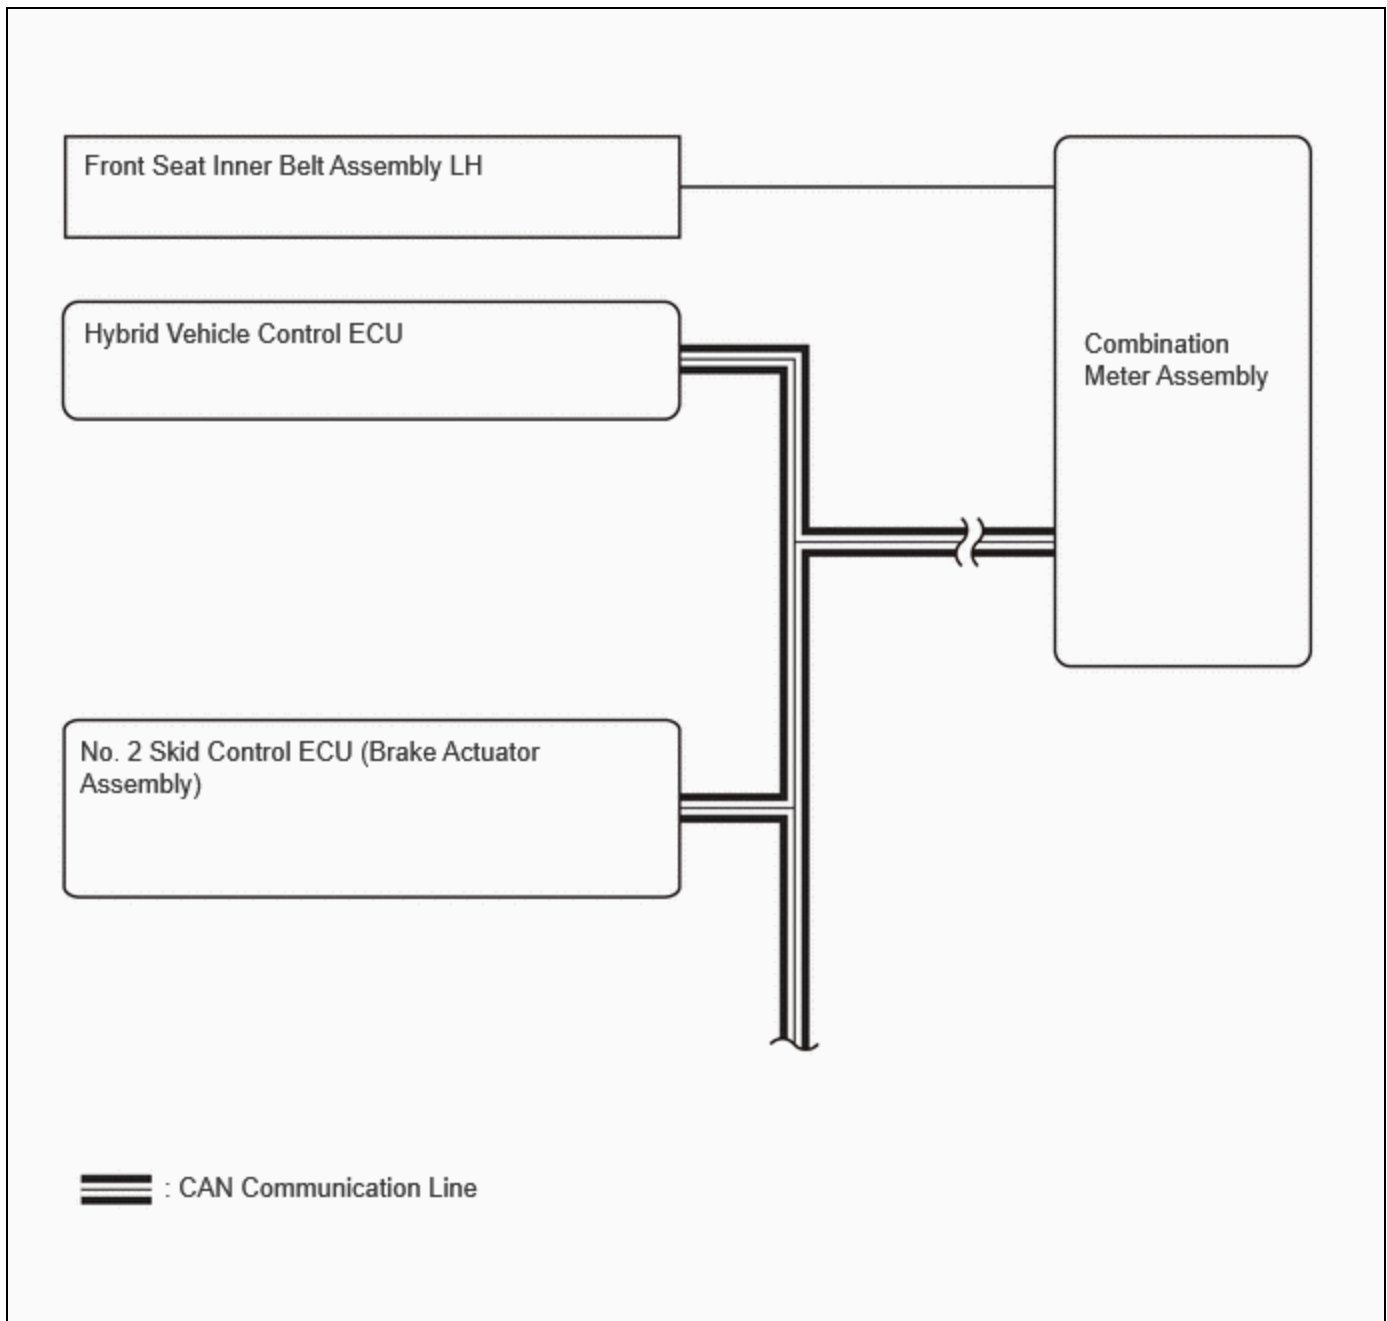 Front Seat Inner Belt Assembly LH
Hybrid Vehicle Control ECU
Combination
Meter Assembly
No. 2 Skid Control ECU (Brake Actuator
Assembly)
: CAN Communication Line